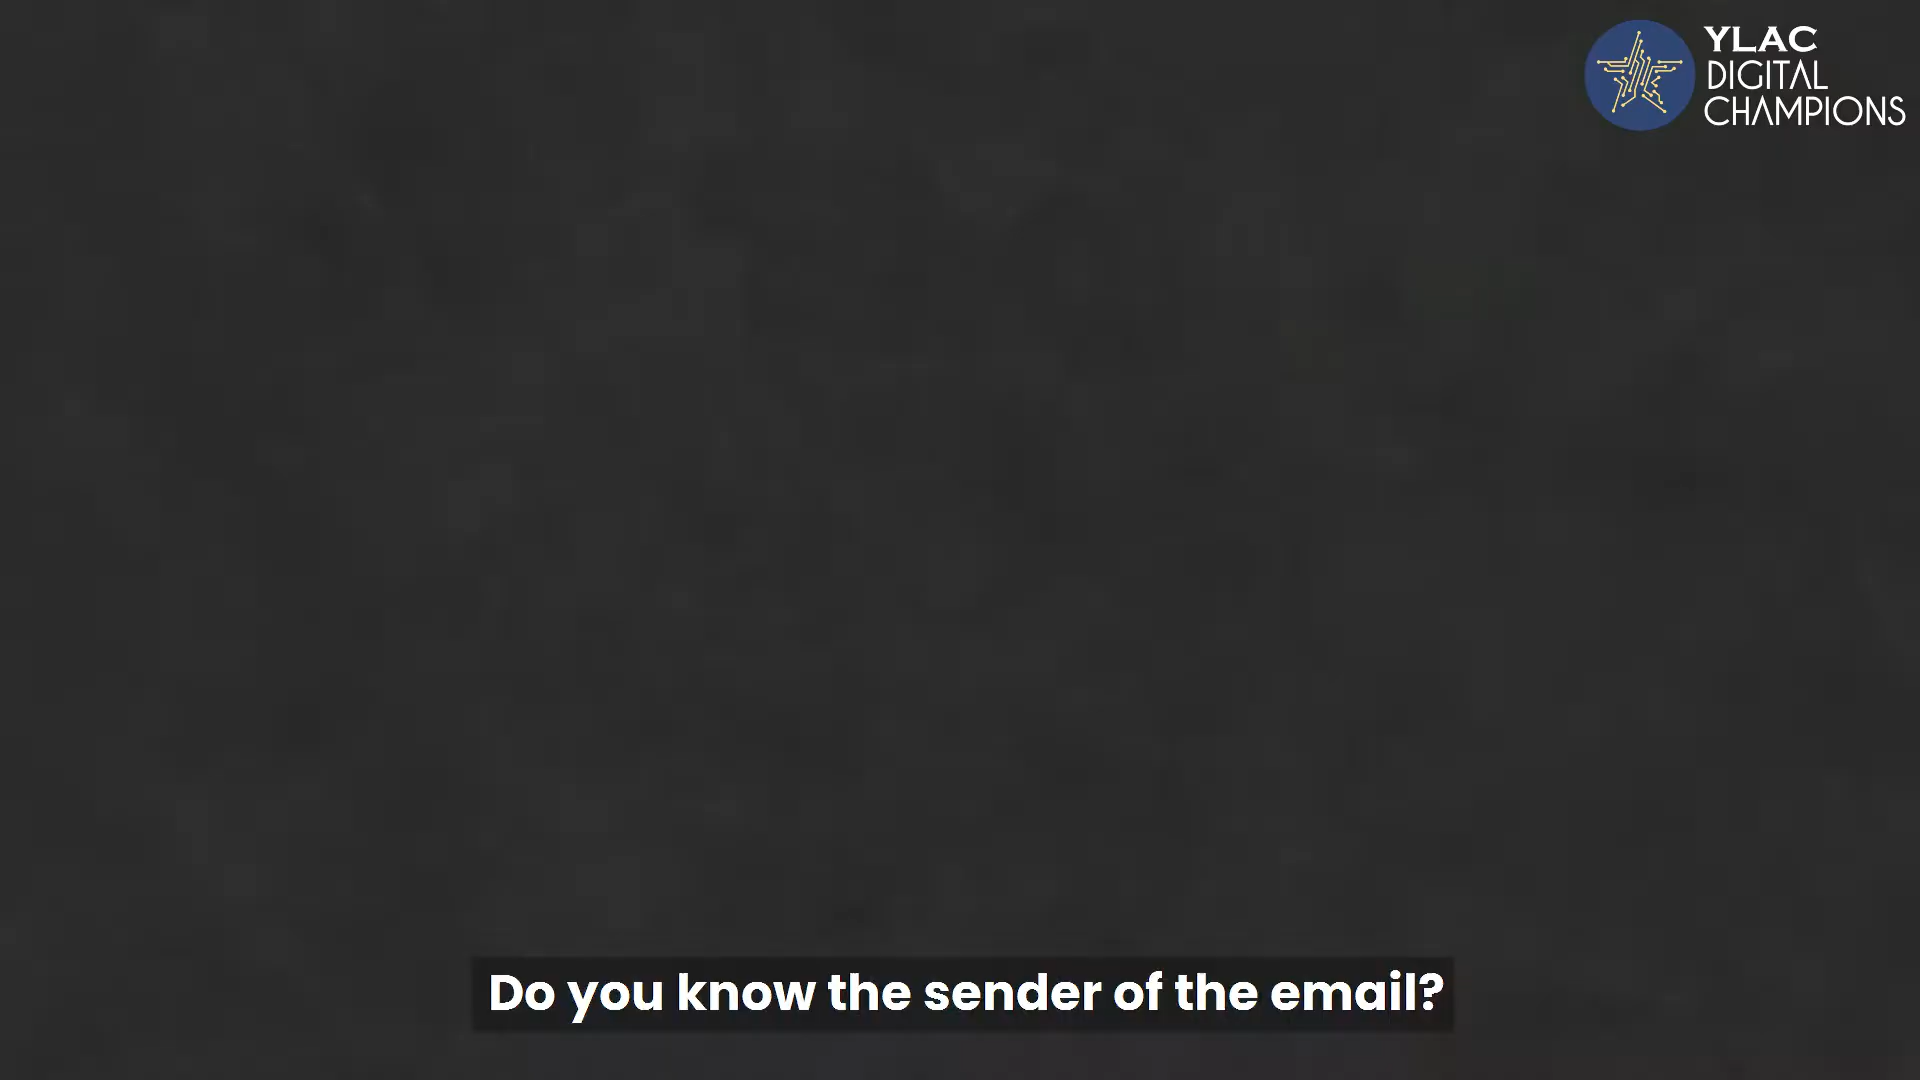 YLAC
DIGITAL
CHAMPIONS
Do you know the sender of the email?